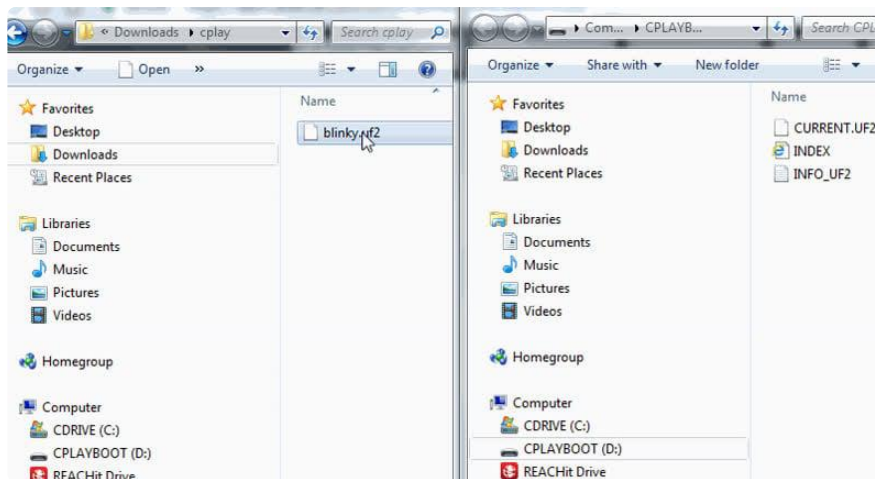 « Downloads ▸ cplay
Search cplay
Organize ▾ Open »
Favorites
Desktop
Downloads
Recent Places
Libraries
Documents
Music
Pictures
Videos
Homegroup
Computer
CDRIVE (C:)
CPLAYBOOT (D:)
REACHit Drive
Name
blinky.uf2
▸ Com... ▸ CPLAYB...
Search CPL
Organize ▾ Share with ▾ New folder
Favorites
Desktop
Downloads
Recent Places
Libraries
Documents
Music
Pictures
Videos
Homegroup
Computer
CDRIVE (C:)
CPLAYBOOT (D:)
REACHit Drive
Name
CURRENT.UF2
INDEX
INFO_UF2